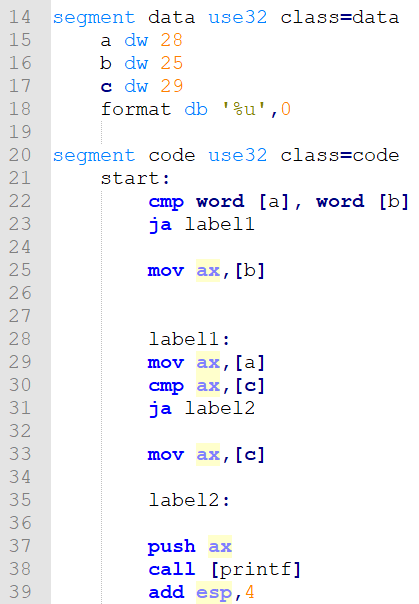 14 segment data use32 class=data
15     a dw 28
16     b dw 25
17     c dw 29
18     format db '%u',0
19
20 segment code use32 class=code
21     start:
22         cmp word [a], word [b]
23         ja label1
24
25         mov ax,[b]
26
27
28         label1:
29         mov ax,[a]
30         cmp ax,[c]
31         ja label2
32
33         mov ax,[c]
34
35         label2:
36
37         push ax
38         call [printf]
39         add esp,4